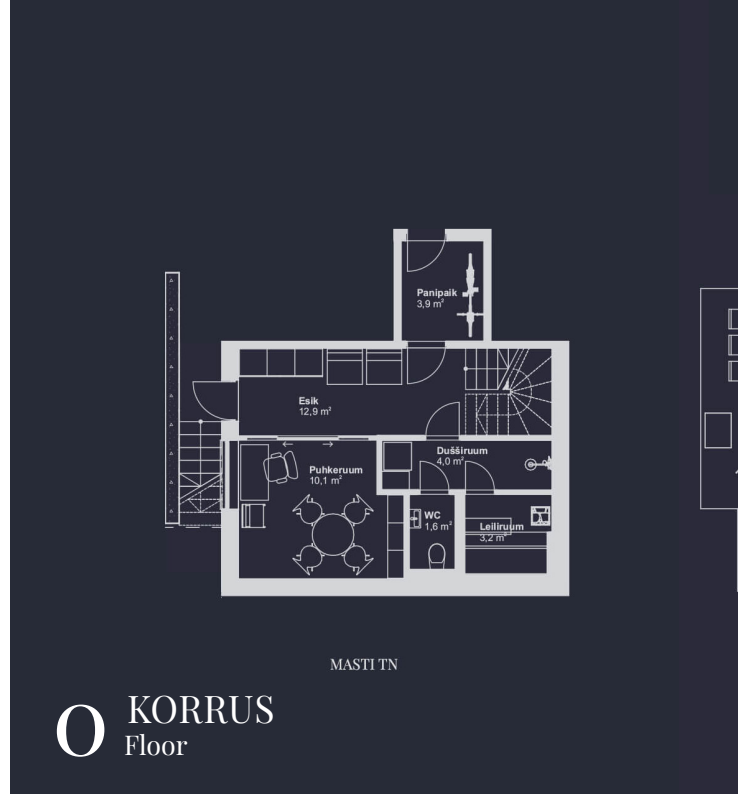 Panipaik
3,9 m²
Esik
12,9 m²
Dušširuum
4,0 m²
Puhkeruum
10,1 m²
WC
1,6 m²
Leiliruum
3,2 m²
MASTI TN
0 KORRUS
Floor